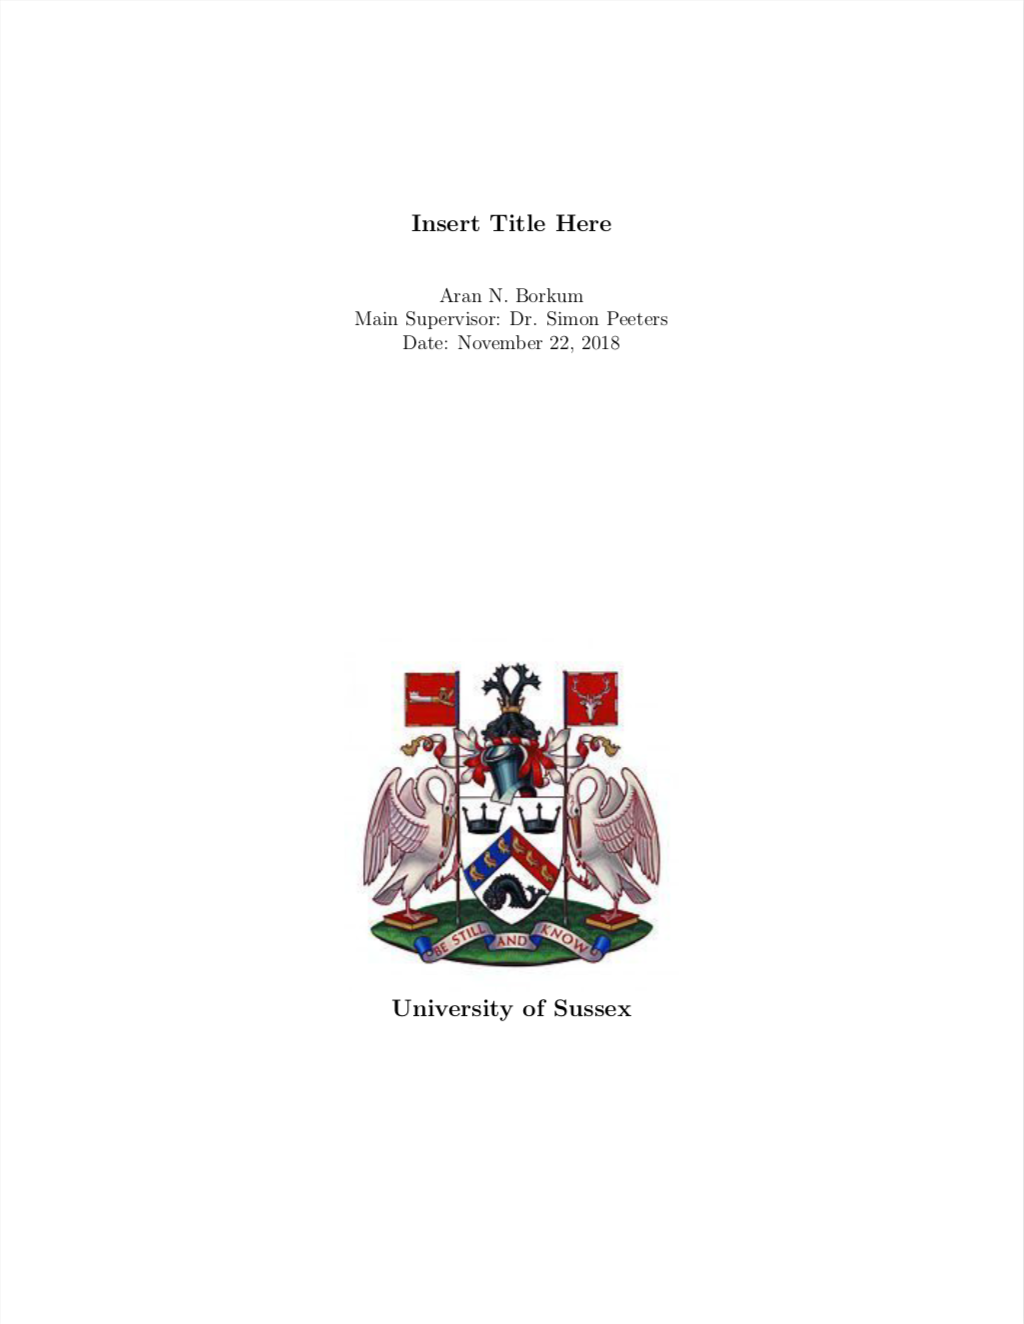 Insert Title Here
Aran N. Borkum
Main Supervisor: Dr. Simon Peeters
Date: November 22, 2018
BE STILL AND KNOW
University of Sussex